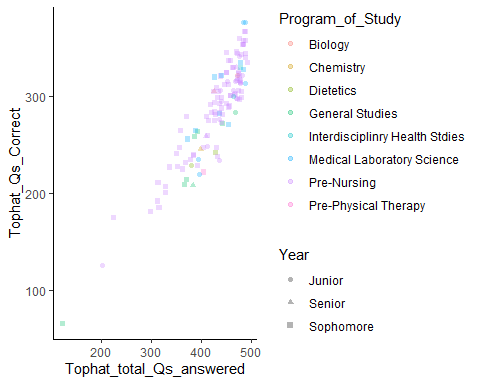 Program_of_Study
Biology
Chemistry
Dietetics
General Studies
Interdisciplinry Health Stdies
Medical Laboratory Science
Pre-Nursing
Pre-Physical Therapy
Year
Junior
Senior
Sophomore
Tophat_Qs_Correct
300
200
100
200
300
400
500
Tophat_total_Qs_answered